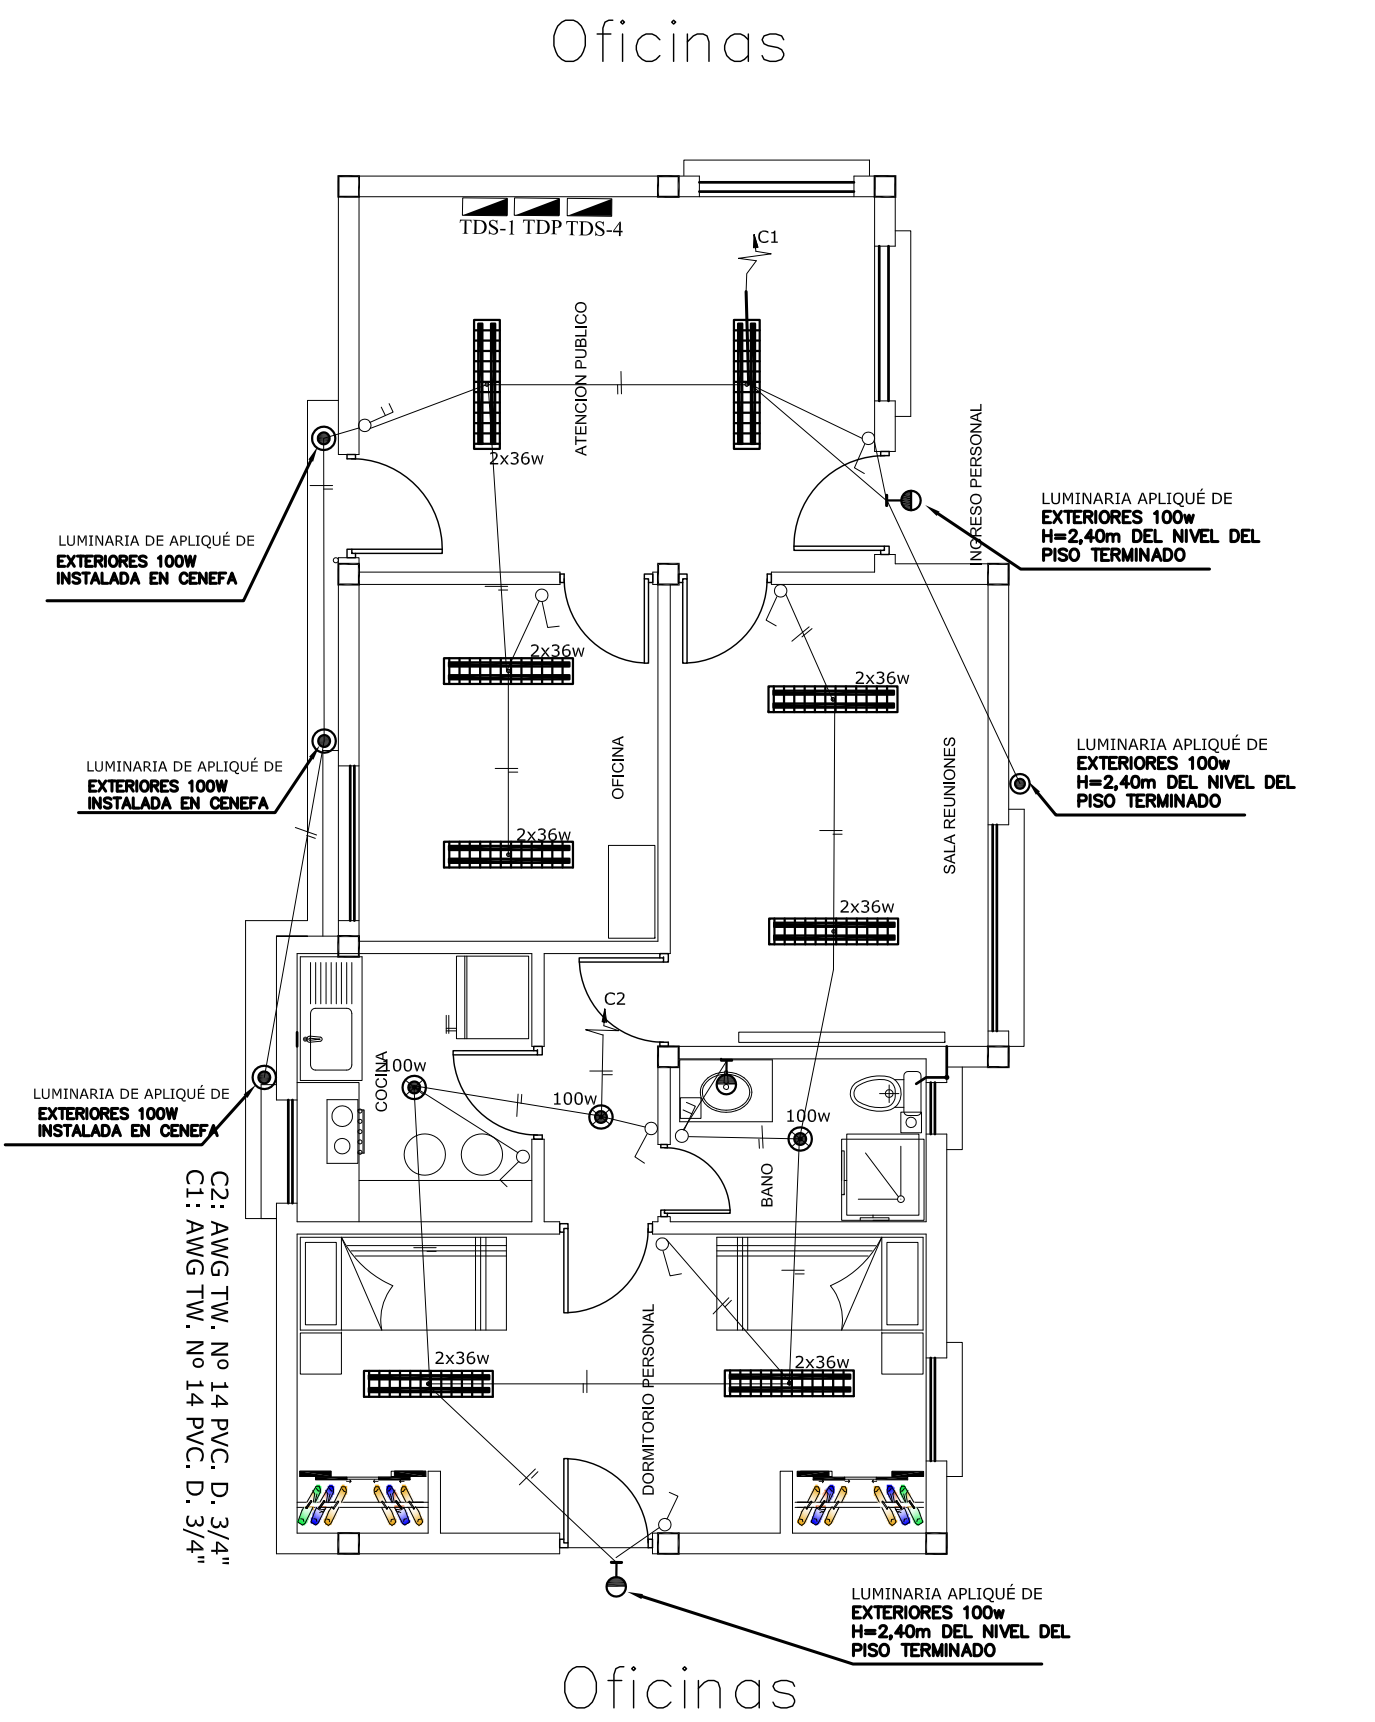 Oficinas
TDS-1 TDP TDS-4
C1
ATENCION PUBLICO
2x36w
INGRESO PERSONAL
LUMINARIA APLIQUÉ DE
EXTERIORES 100w
H=2,40m DEL NIVEL DEL
PISO TERMINADO
LUMINARIA DE APLIQUÉ DE
EXTERIORES 100W
INSTALADA EN CENEFA
2x36w
2x36w
OFICINA
SALA REUNIONES
LUMINARIA APLIQUÉ DE
EXTERIORES 100w
H=2,40m DEL NIVEL DEL
PISO TERMINADO
LUMINARIA DE APLIQUÉ DE
EXTERIORES 100W
INSTALADA EN CENEFA
2x36w
2x36w
C2
COCINA
100w
100w
100w
BANO
LUMINARIA DE APLIQUÉ DE
EXTERIORES 100W
INSTALADA EN CENEFA
C2: AWG TW. Nº 14 PVC. D. 3/4"
C1: AWG TW. Nº 14 PVC. D. 3/4"
2x36w
2x36w
DORMITORIO PERSONAL
LUMINARIA APLIQUÉ DE
EXTERIORES 100w
H=2,40m DEL NIVEL DEL
PISO TERMINADO
Oficinas